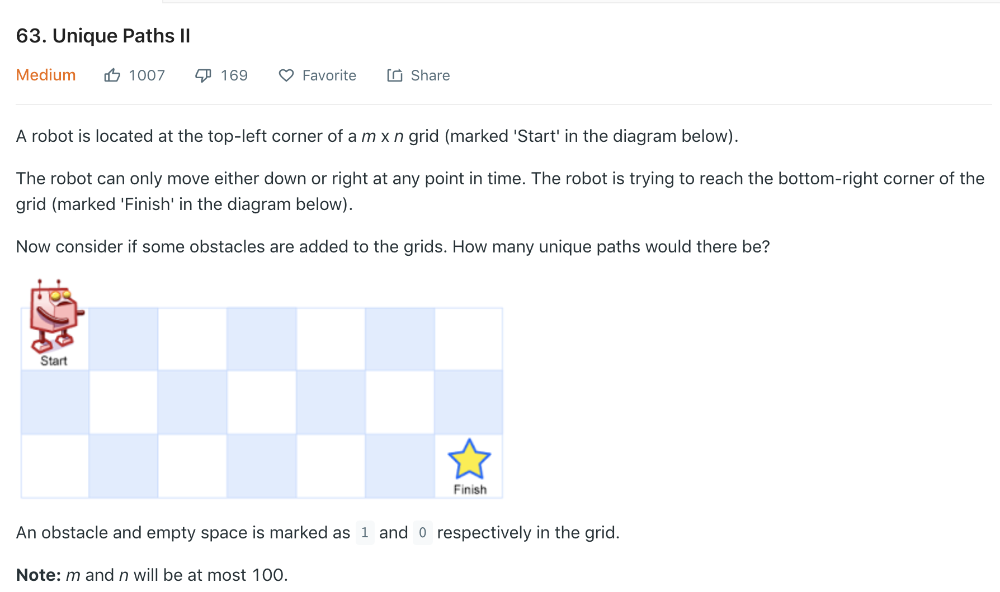 63. Unique Paths II
Medium 1007 169 Favorite Share
A robot is located at the top-left corner of a m x n grid (marked 'Start' in the diagram below).
The robot can only move either down or right at any point in time. The robot is trying to reach the bottom-right corner of the
grid (marked 'Finish' in the diagram below).
Now consider if some obstacles are added to the grids. How many unique paths would there be?
Start
Finish
An obstacle and empty space is marked as 1 and 0 respectively in the grid.
Note: m and n will be at most 100.